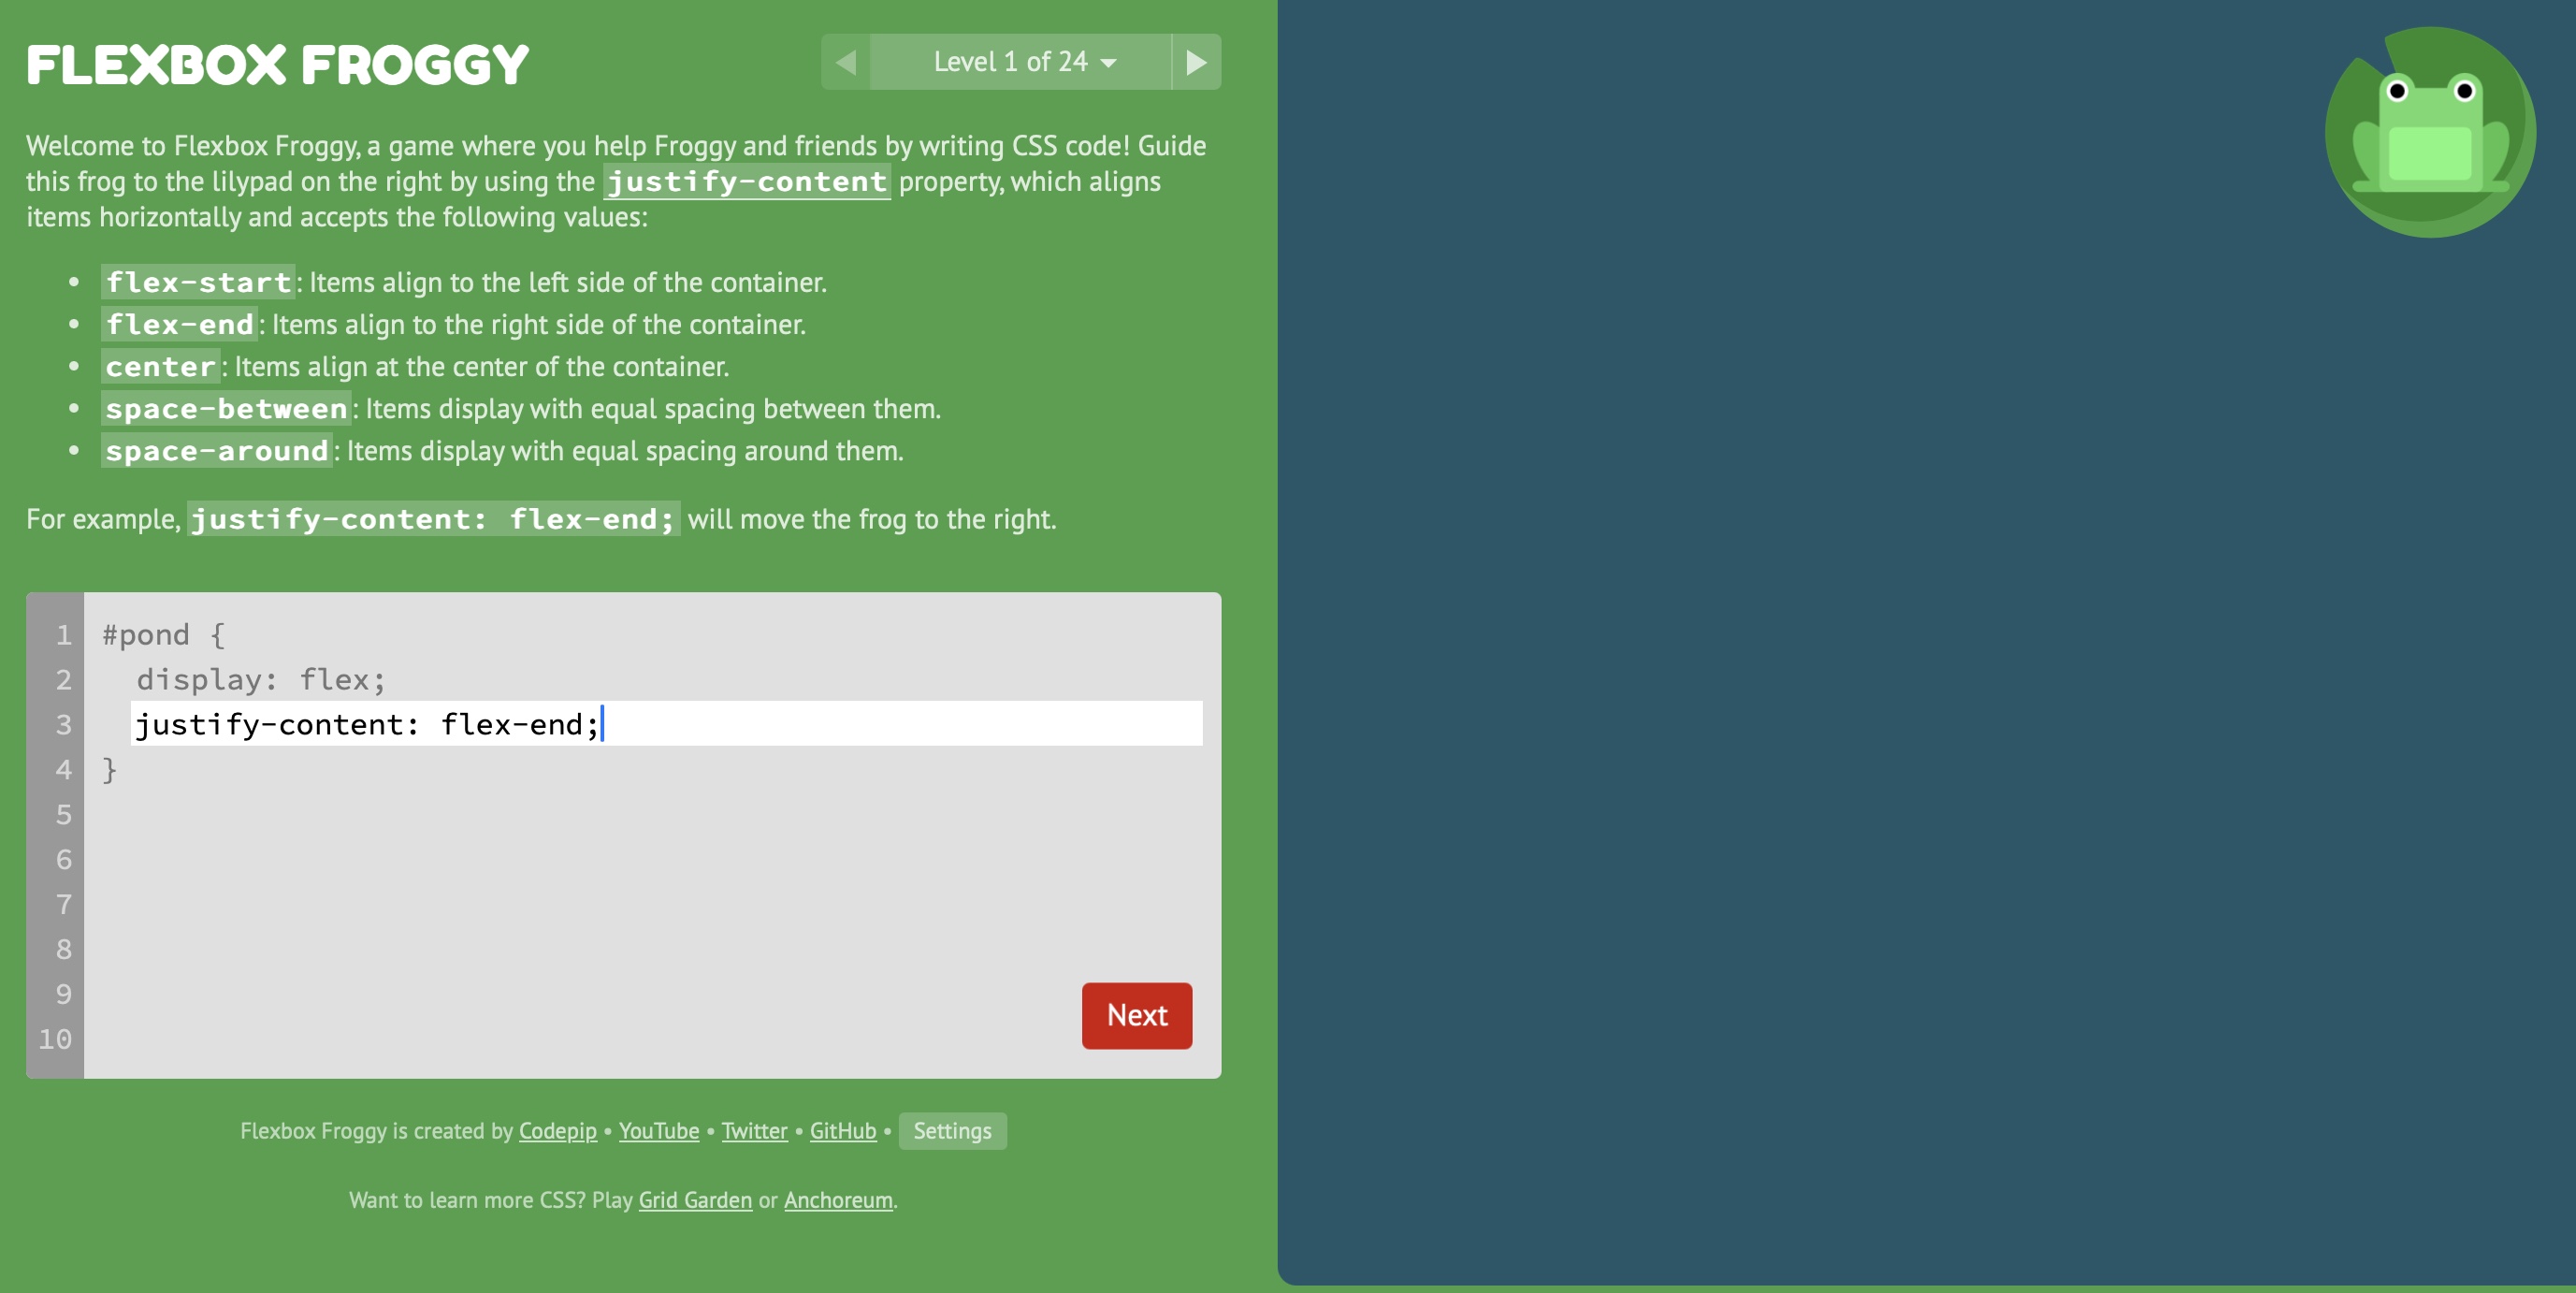 FLEXBOX FROGGY
Level 1 of 24
Welcome to Flexbox Froggy, a game where you help Froggy and friends by writing CSS code! Guide
this frog to the lilypad on the right by using the justify-content property, which aligns
items horizontally and accepts the following values:
• flex-start: Items align to the left side of the container.
• flex-end: Items align to the right side of the container.
• center: Items align at the center of the container.
• space-between: Items display with equal spacing between them.
• space-around: Items display with equal spacing around them.
For example, justify-content: flex-end; will move the frog to the right.
1 #pond {
2 display: flex;
3 justify-content: flex-end;
4 }
5
6
7
8
9
10
Next
Flexbox Froggy is created by Codepip • YouTube • Twitter • GitHub • Settings
Want to learn more CSS? Play Grid Garden or Anchoreum.